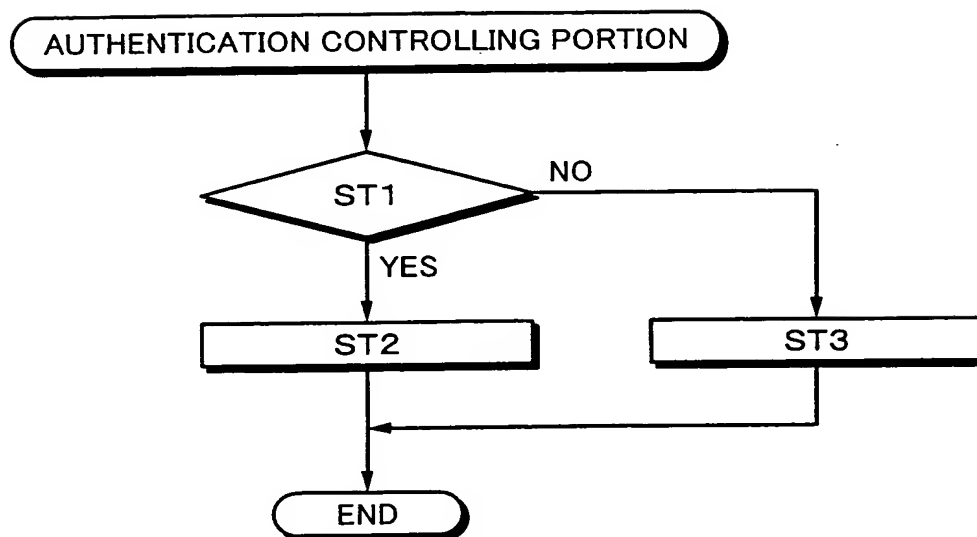 AUTHENTICATION CONTROLLING PORTION
ST1
NO
YES
ST2
ST3
END